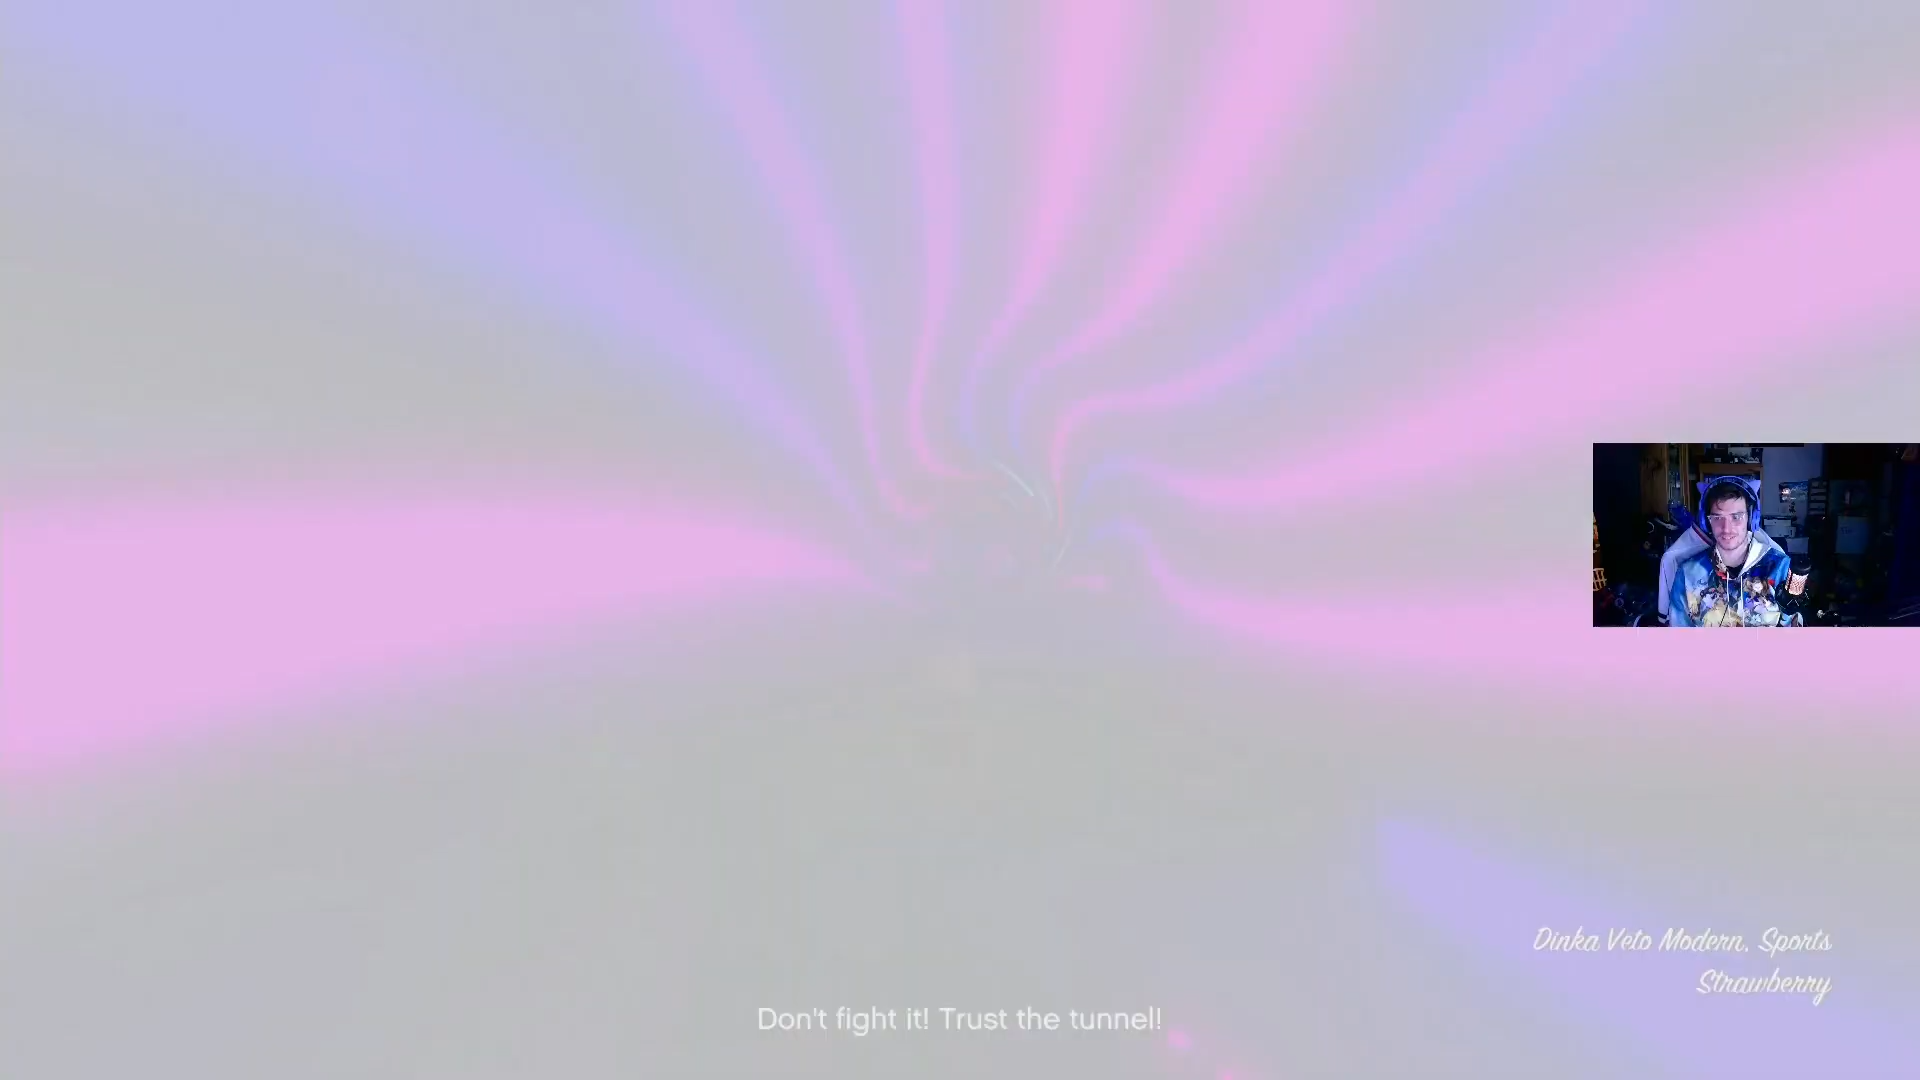 Dinka Veto Modern, Sports
Strawberry
Don't fight it! Trust the tunnel!